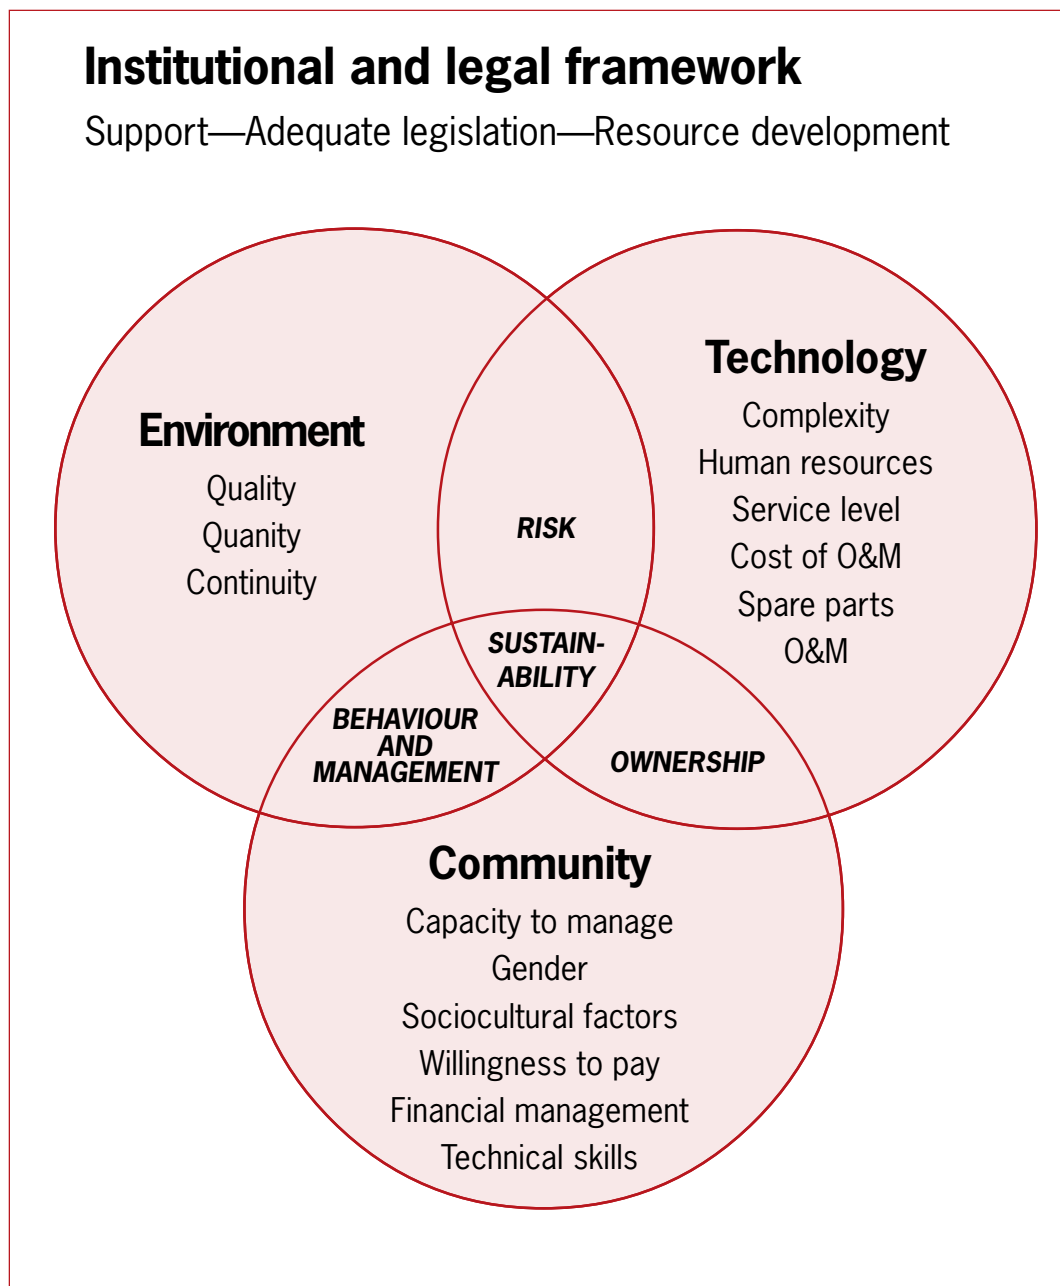 Institutional and legal framework
Support—Adequate legislation—Resource development
Environment
Quality
Quanity
Continuity
Technology
Complexity
Human resources
Service level
Cost of O&M
Spare parts
O&M
RISK
SUSTAIN-
ABILITY
BEHAVIOUR
AND
MANAGEMENT
OWNERSHIP
Community
Capacity to manage
Gender
Sociocultural factors
Willingness to pay
Financial management
Technical skills